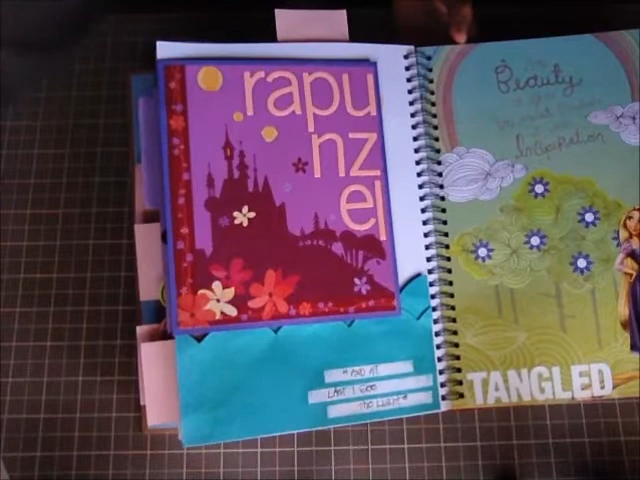 rapu
nz
el
"AND AT
LAST I SEE
THE LIGHT"
Beauty
Inspiration
TANGLED